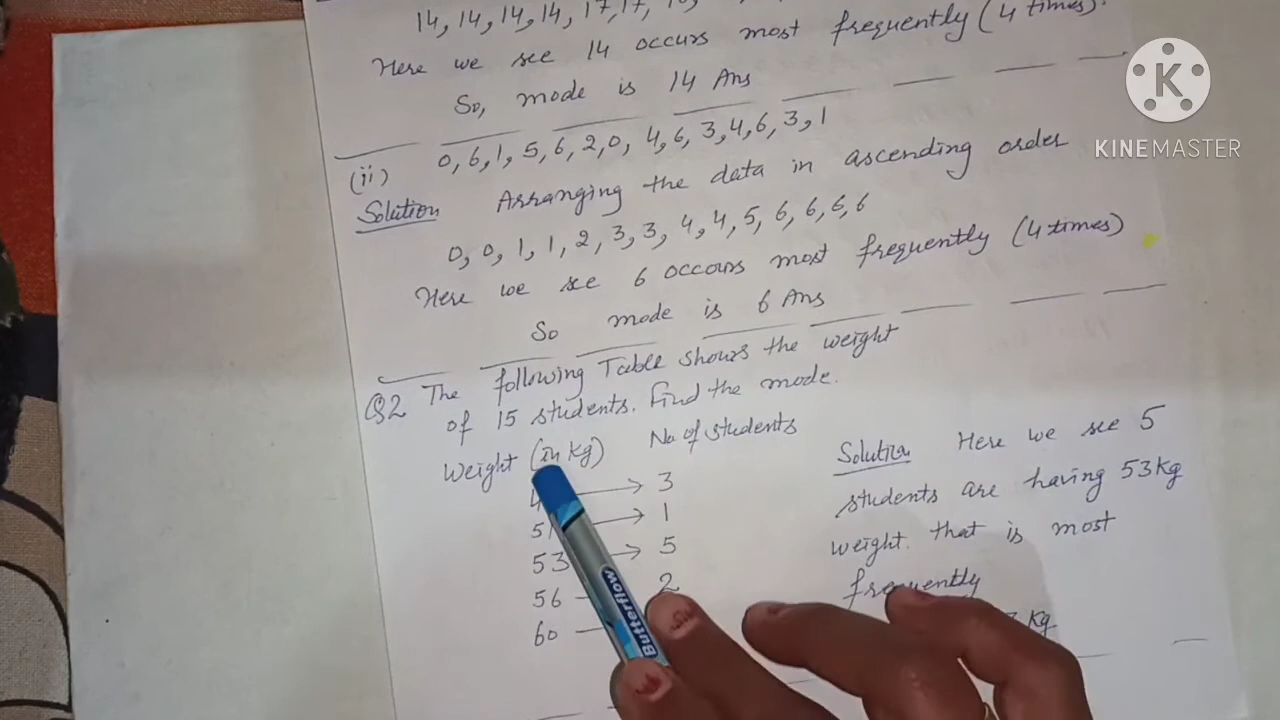 14, 14, 14, 14, 17, 17,
Here we see 14 occurs most frequently (4 times).
So, mode is 14 Ans
(ii) 0, 6, 1, 5, 6, 2, 0, 4, 6, 3, 4, 6, 3, 1
Solution Arranging the data in ascending order
0, 0, 1, 1, 2, 3, 3, 4, 4, 5, 6, 6, 6, 6
Here we see 6 occours most frequently (4 times)
So mode is 6 Ans
Q2 The following Table shows the weight
of 15 students. Find the mode.
Weight (in Kg) No of students
3
51 → 1
53 → 5
56 2
60
Solution Here we see 5
students are having 53 kg
weight. that is most
frequently
Kg
KINEMASTER
K
Butterflow